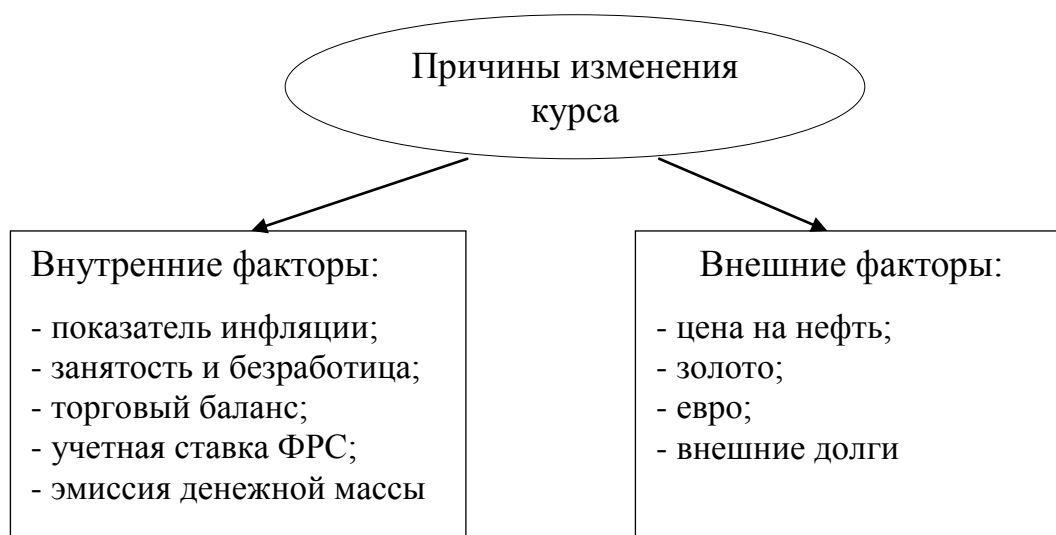 Причины изменения
курса
Внутренние факторы:
- показатель инфляции;
- занятость и безработица;
- торговый баланс;
- учетная ставка ФРС;
- эмиссия денежной массы
Внешние факторы:
- цена на нефть;
- золото;
- евро;
- внешние долги